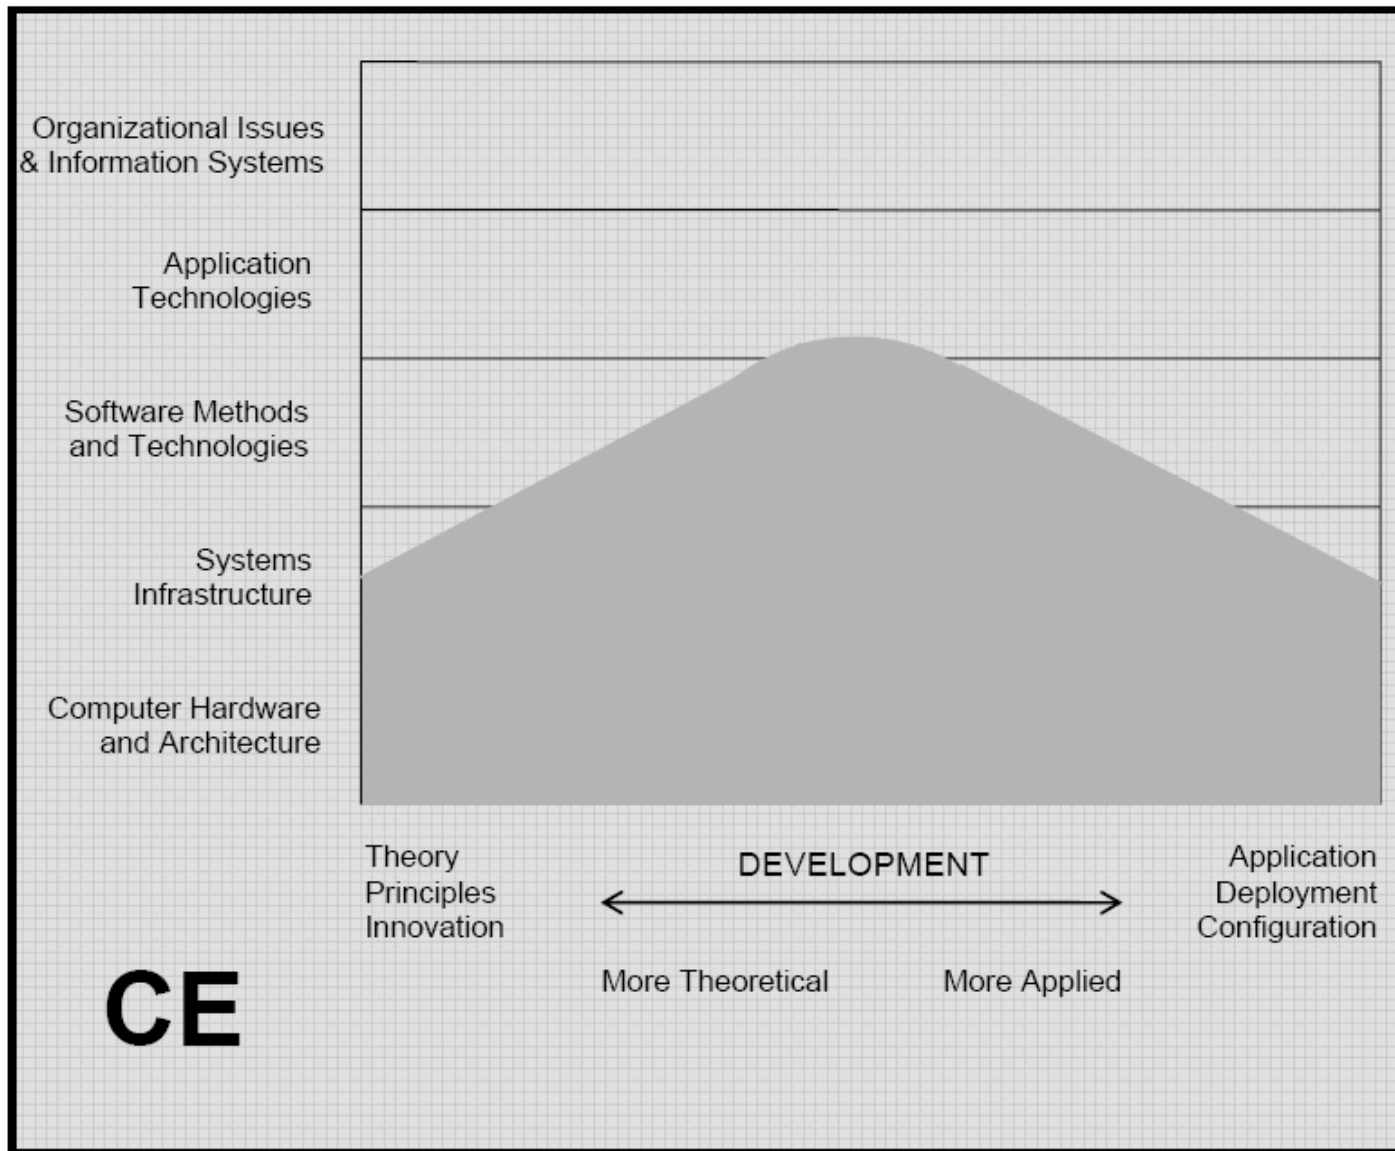 Organizational Issues
& Information Systems
Application
Technologies
Software Methods
and Technologies
Systems
Infrastructure
Computer Hardware
and Architecture
Theory
Principles
Innovation
DEVELOPMENT
Application
Deployment
Configuration
More Theoretical
More Applied
CE